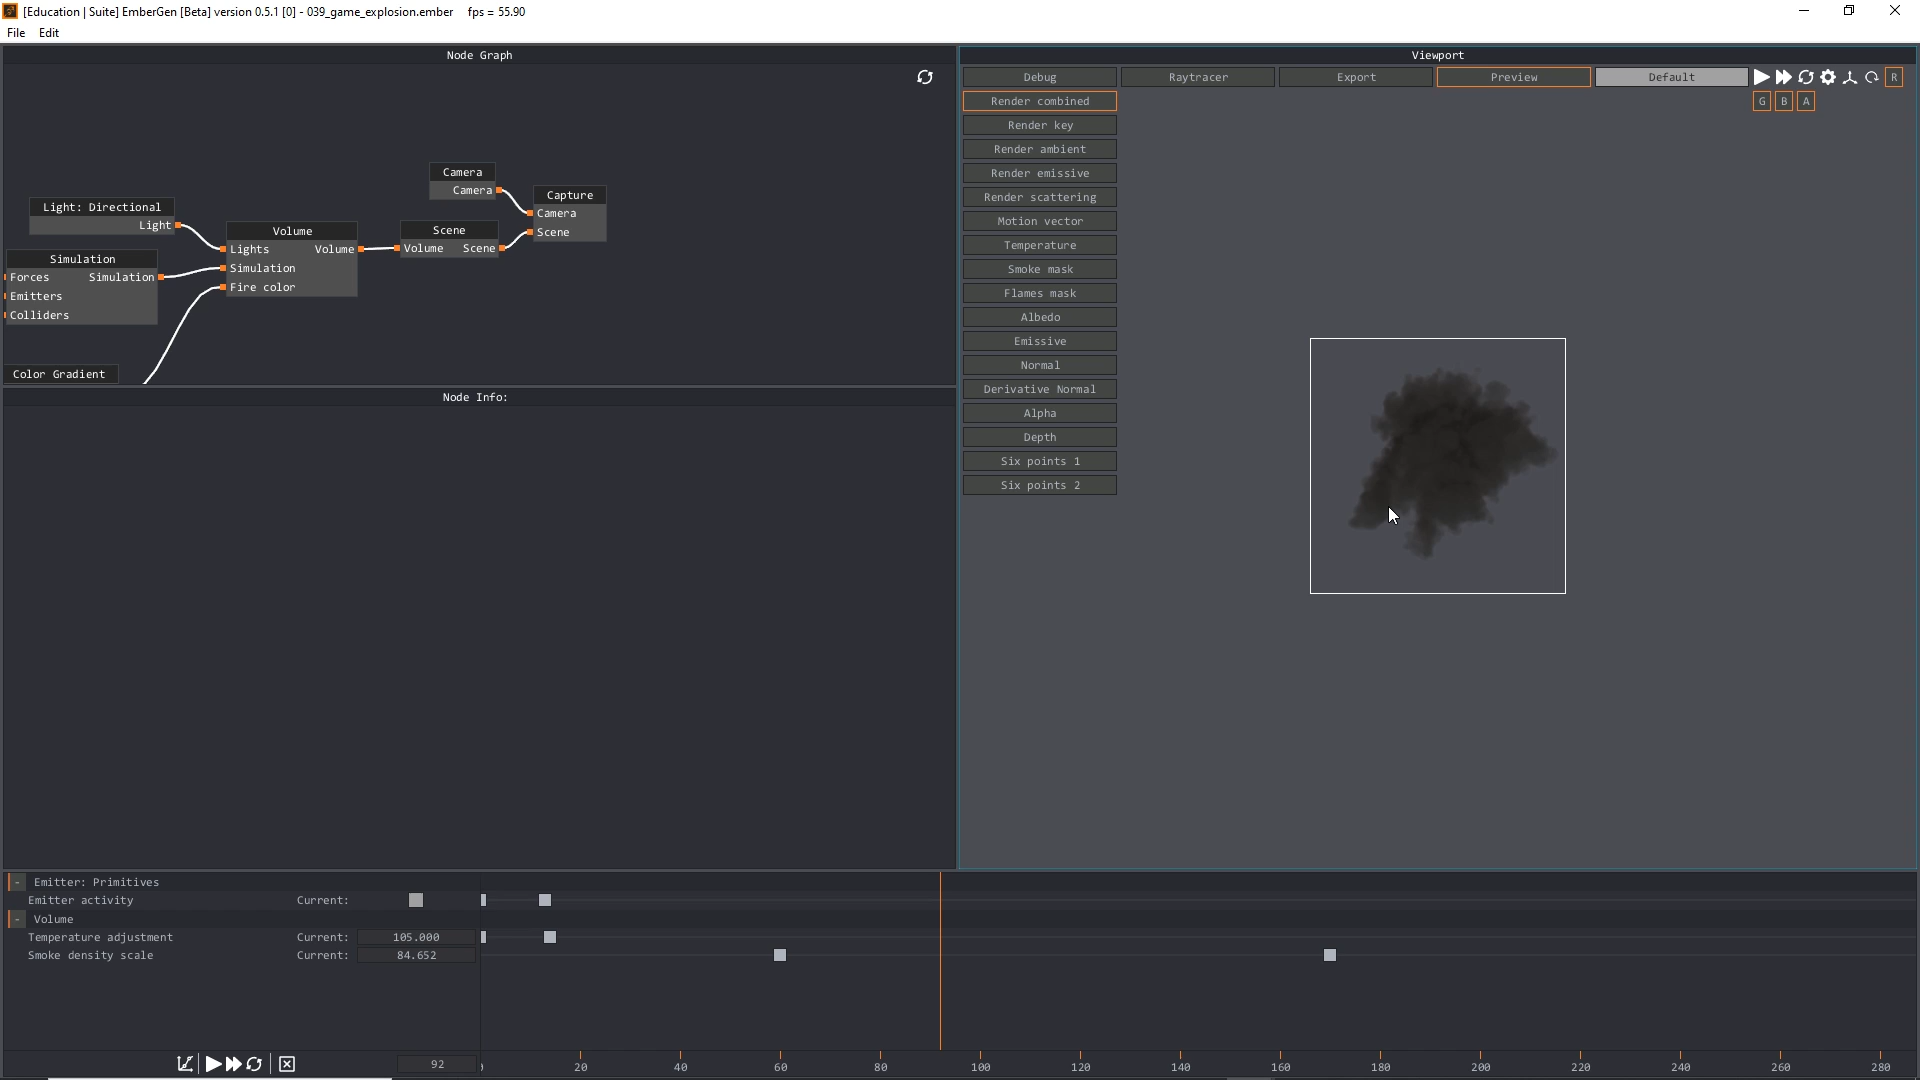 [Education | Suite] EmberGen [Beta] version 0.5.1 [0] - 039_game_explosion.ember fps = 55.90
File Edit
Node Graph
Camera
Camera
Capture
Camera
Scene
Light: Directional
Light
Volume
Lights Volume
Simulation
Fire color
Scene
Volume Scene
Simulation
Forces Simulation
Emitters
Colliders
Color Gradient
Node Info:
Viewport
Debug Raytracer Export Preview Default R
G B A
Render combined
Render key
Render ambient
Render emissive
Render scattering
Motion vector
Temperature
Smoke mask
Flames mask
Albedo
Emissive
Normal
Derivative Normal
Alpha
Depth
Six points 1
Six points 2
- Emitter: Primitives
Emitter activity Current:
- Volume
Temperature adjustment Current: 105.000
Smoke density scale Current: 84.652
92
20 40 60 80 100 120 140 160 180 200 220 240 260 280